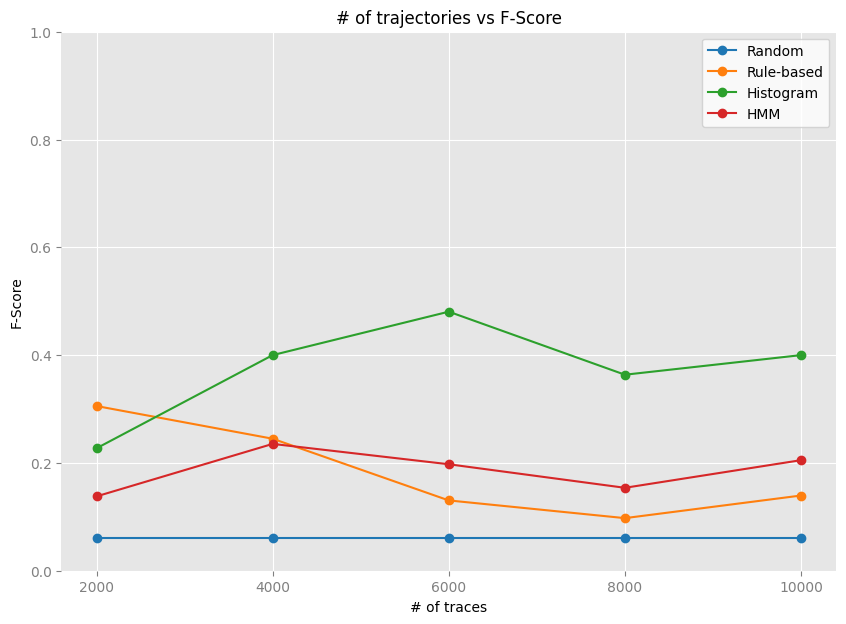 # of trajectories vs F-Score
1.0
0.8
0.6
0.4
0.2
0.0
F-Score
Random
Rule-based
Histogram
HMM
2000 4000 6000 8000 10000
# of traces